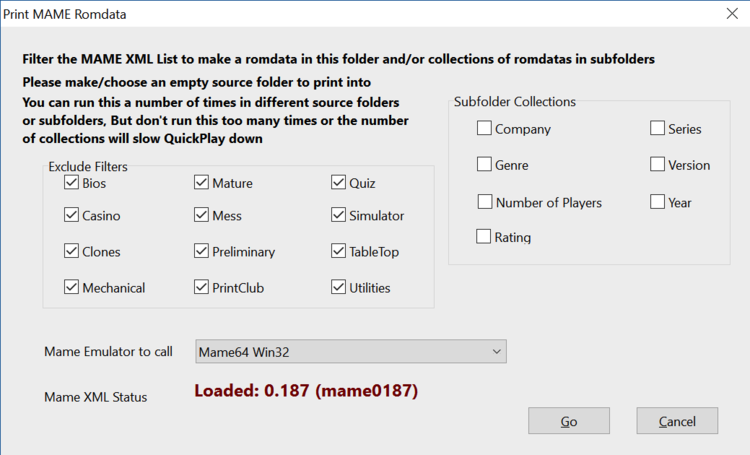 Print MAME Romdata
Filter the MAME XML List to make a romdata in this folder and/or collections of romdatas in subfolders
Please make/choose an empty source folder to print into
You can run this a number of times in different source folders
or subfolders, But don't run this too many times or the number
of collections will slow QuickPlay down
Subfolder Collections
Company
Series
Genre
Version
Number of Players
Year
Rating
Exclude Filters
Bios
Mature
Quiz
Casino
Mess
Simulator
Clones
Preliminary
TableTop
Mechanical
PrintClub
Utilities
Mame Emulator to call
Mame64 Win32
Mame XML Status
Loaded: 0.187 (mame0187)
Go
Cancel